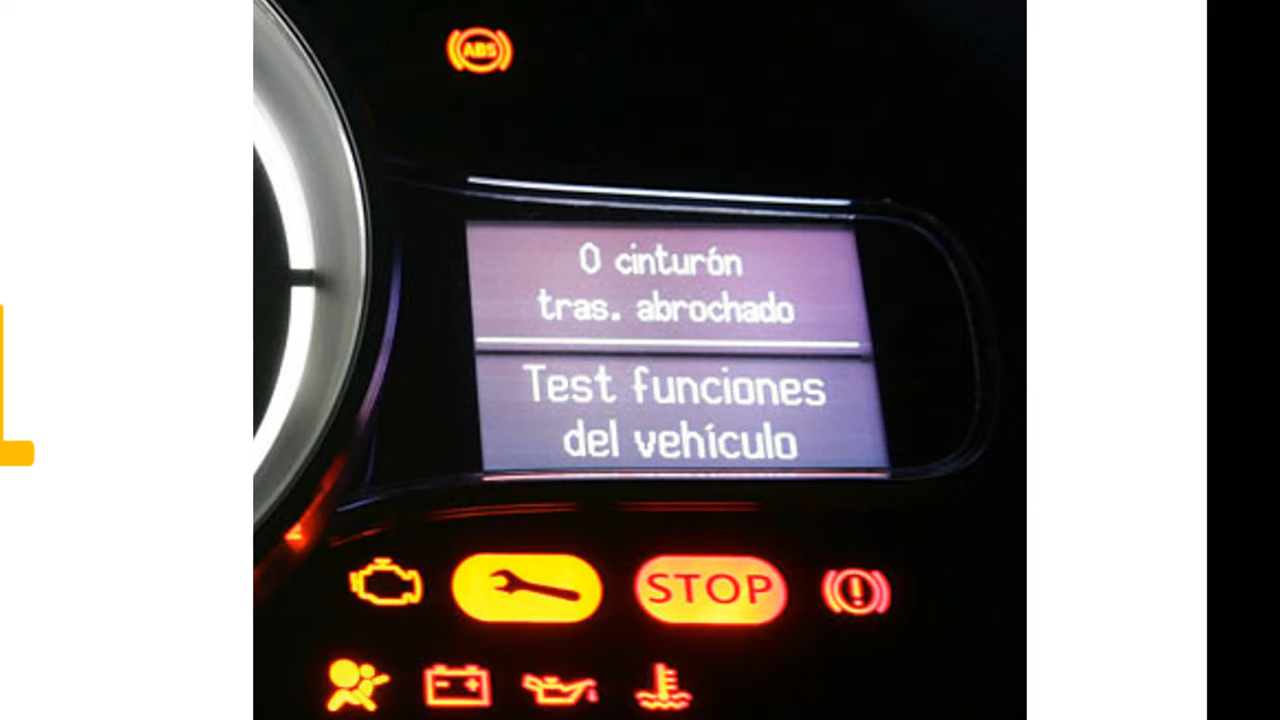 ABS
0 cinturón
tras. abrochado
Test funciones
del vehículo
STOP